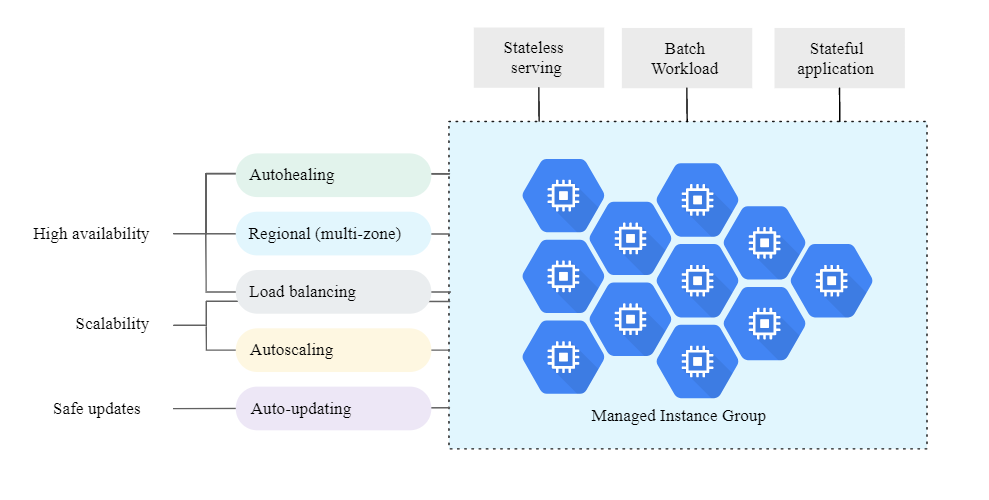 Stateless
serving
Batch
Workload
Stateful
application
Autohealing
High availability
Regional (multi-zone)
Load balancing
Scalability
Autoscaling
Safe updates
Auto-updating
Managed Instance Group